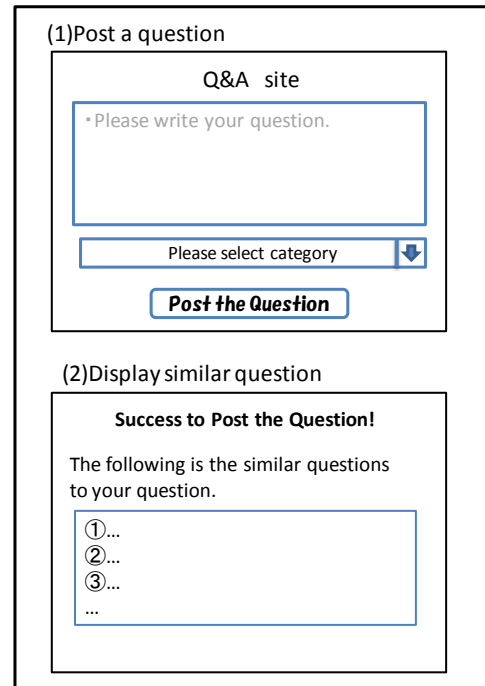 (1)Post a question
Q&A site
・Please write your question.
Please select category
Post the Question
(2)Display similar question
Success to Post the Question!
The following is the similar questions
to your question.
①...
②...
③...
...